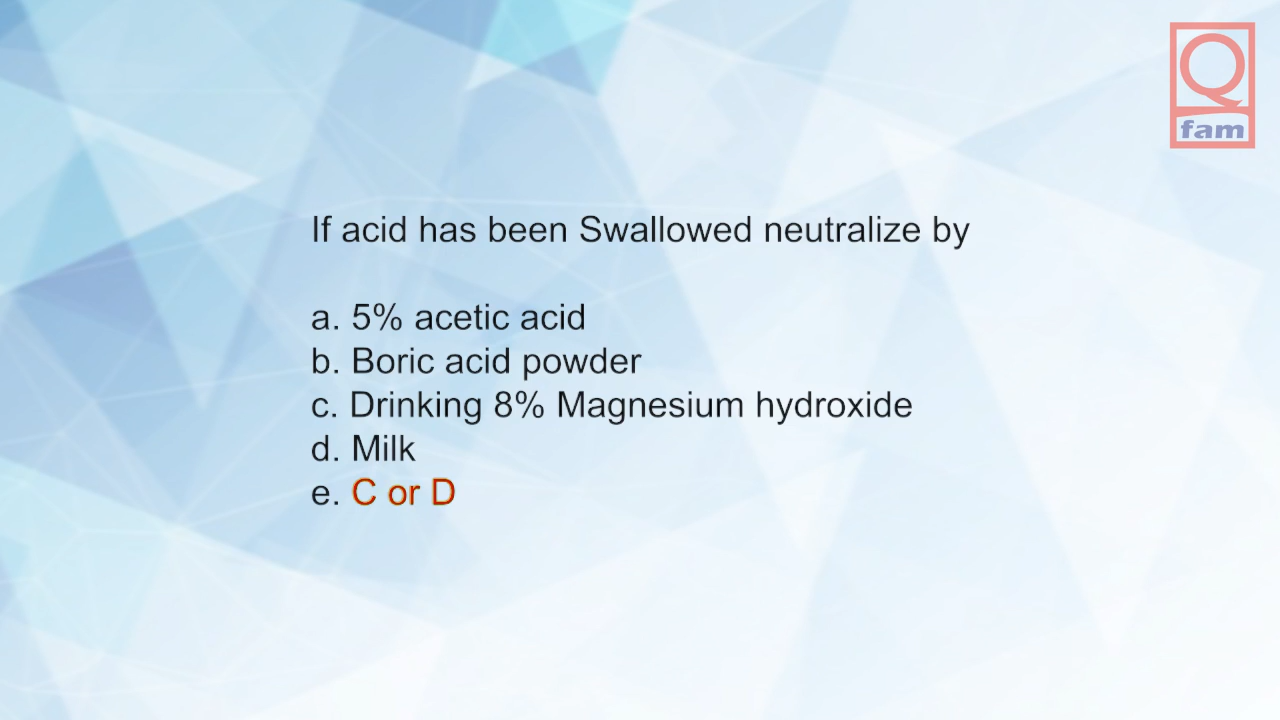 Q
fam
If acid has been Swallowed neutralize by
a. 5% acetic acid
b. Boric acid powder
c. Drinking 8% Magnesium hydroxide
d. Milk
e. C or D